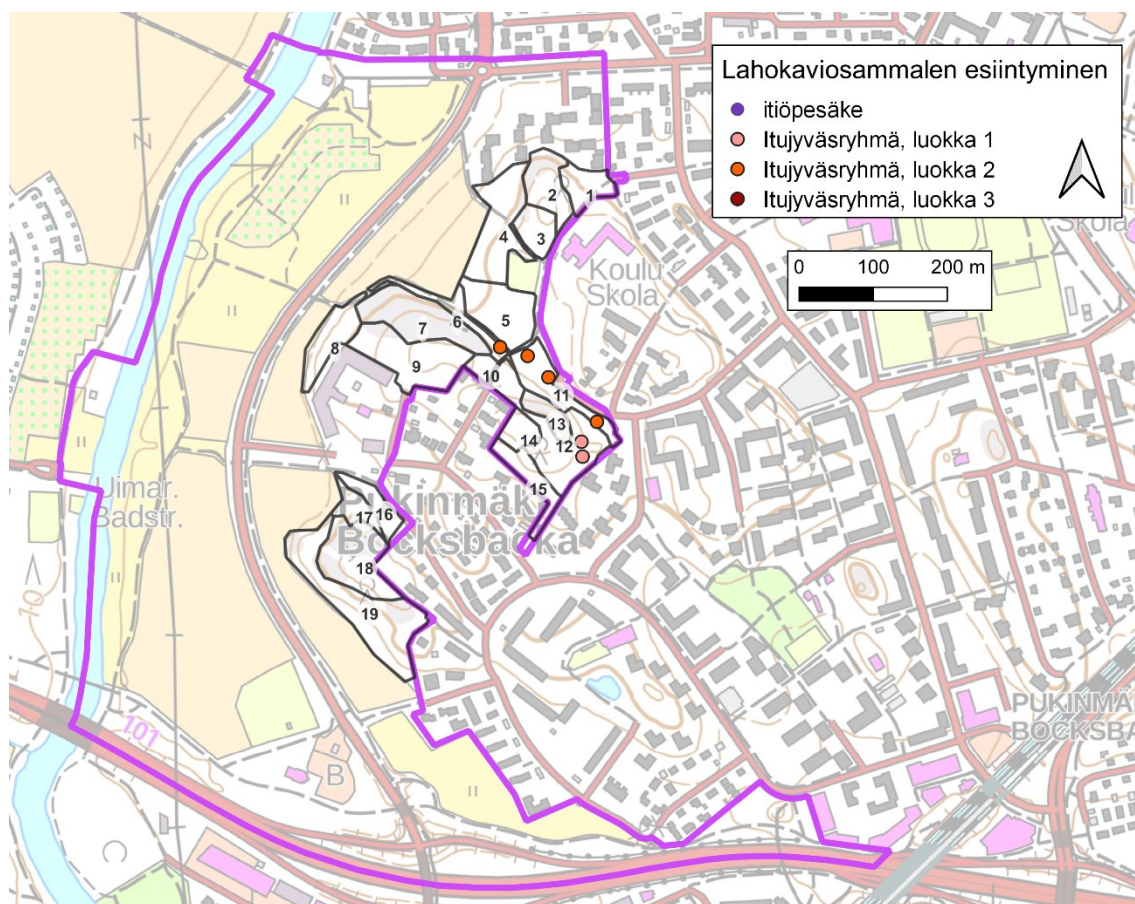 Lahokaviosammalen esiintyminen
itiöpesäke
Itujyväsryhmä, luokka 1
Itujyväsryhmä, luokka 2
Itujyväsryhmä, luokka 3
0 100 200 m
Koulu
Skola
Skola
1
2
3
4
5
6
7
8
9
10
11
12
13
14
15
16
17
18
19
Uimar.
Badstr.
Pukinmäki
Bocksbacka
10
101
B
C
PUKINMÄ
BOCKSBA